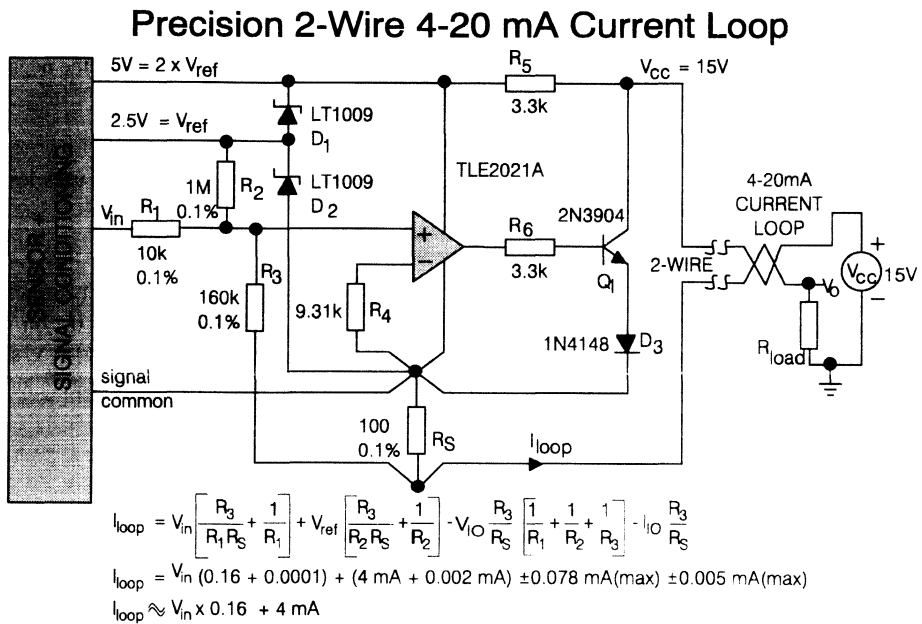 Precision 2-Wire 4-20 mA Current Loop
5V = 2 x Vref
R5
Vcc = 15V
3.3k
LT1009
D1
2.5V = Vref
TLE2021A
1M
0.1%
R2
LT1009
D2
4-20mA
CURRENT
LOOP
Vin
R1
10k
0.1%
+
−
R6
3.3k
2N3904
Q1
2-WIRE
SENSOR +
SIGNAL CONDITIONING
R3
160k
0.1%
9.31k
R4
Vo
Vcc
+
−
15V
1N4148
D3
Rload
signal
common
100
0.1%
RS
Iloop
Iloop = Vin [R3/(R1RS) + 1/R1] + Vref [R3/(R2RS) + 1/R2] - VIO R3/RS [1/R1 + 1/R2 + 1/R3] - IIO R3/RS
Iloop = Vin (0.16 + 0.0001) + (4 mA + 0.002 mA) ±0.078 mA(max) ±0.005 mA(max)
Iloop ≈ Vin x 0.16 + 4 mA